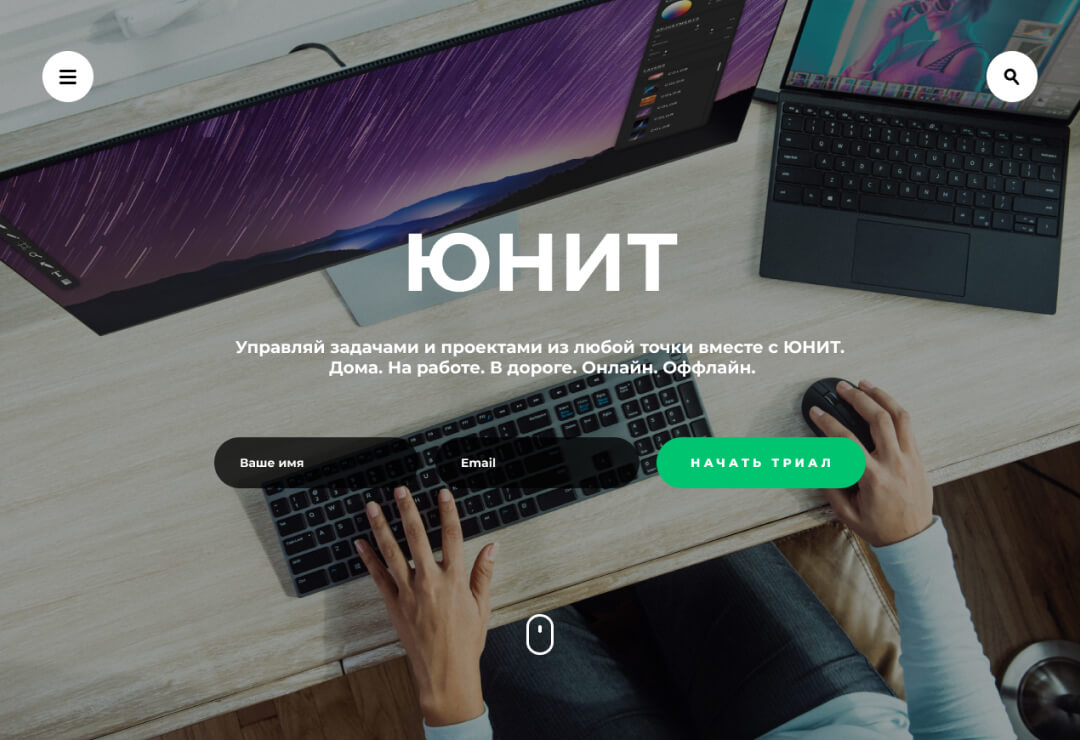 ЮНИТ
Управляй задачами и проектами из любой точки вместе с ЮНИТ.
Дома. На работе. В дороге. Онлайн. Оффлайн.
Ваше имя
Email
НАЧАТЬ ТРИАЛ